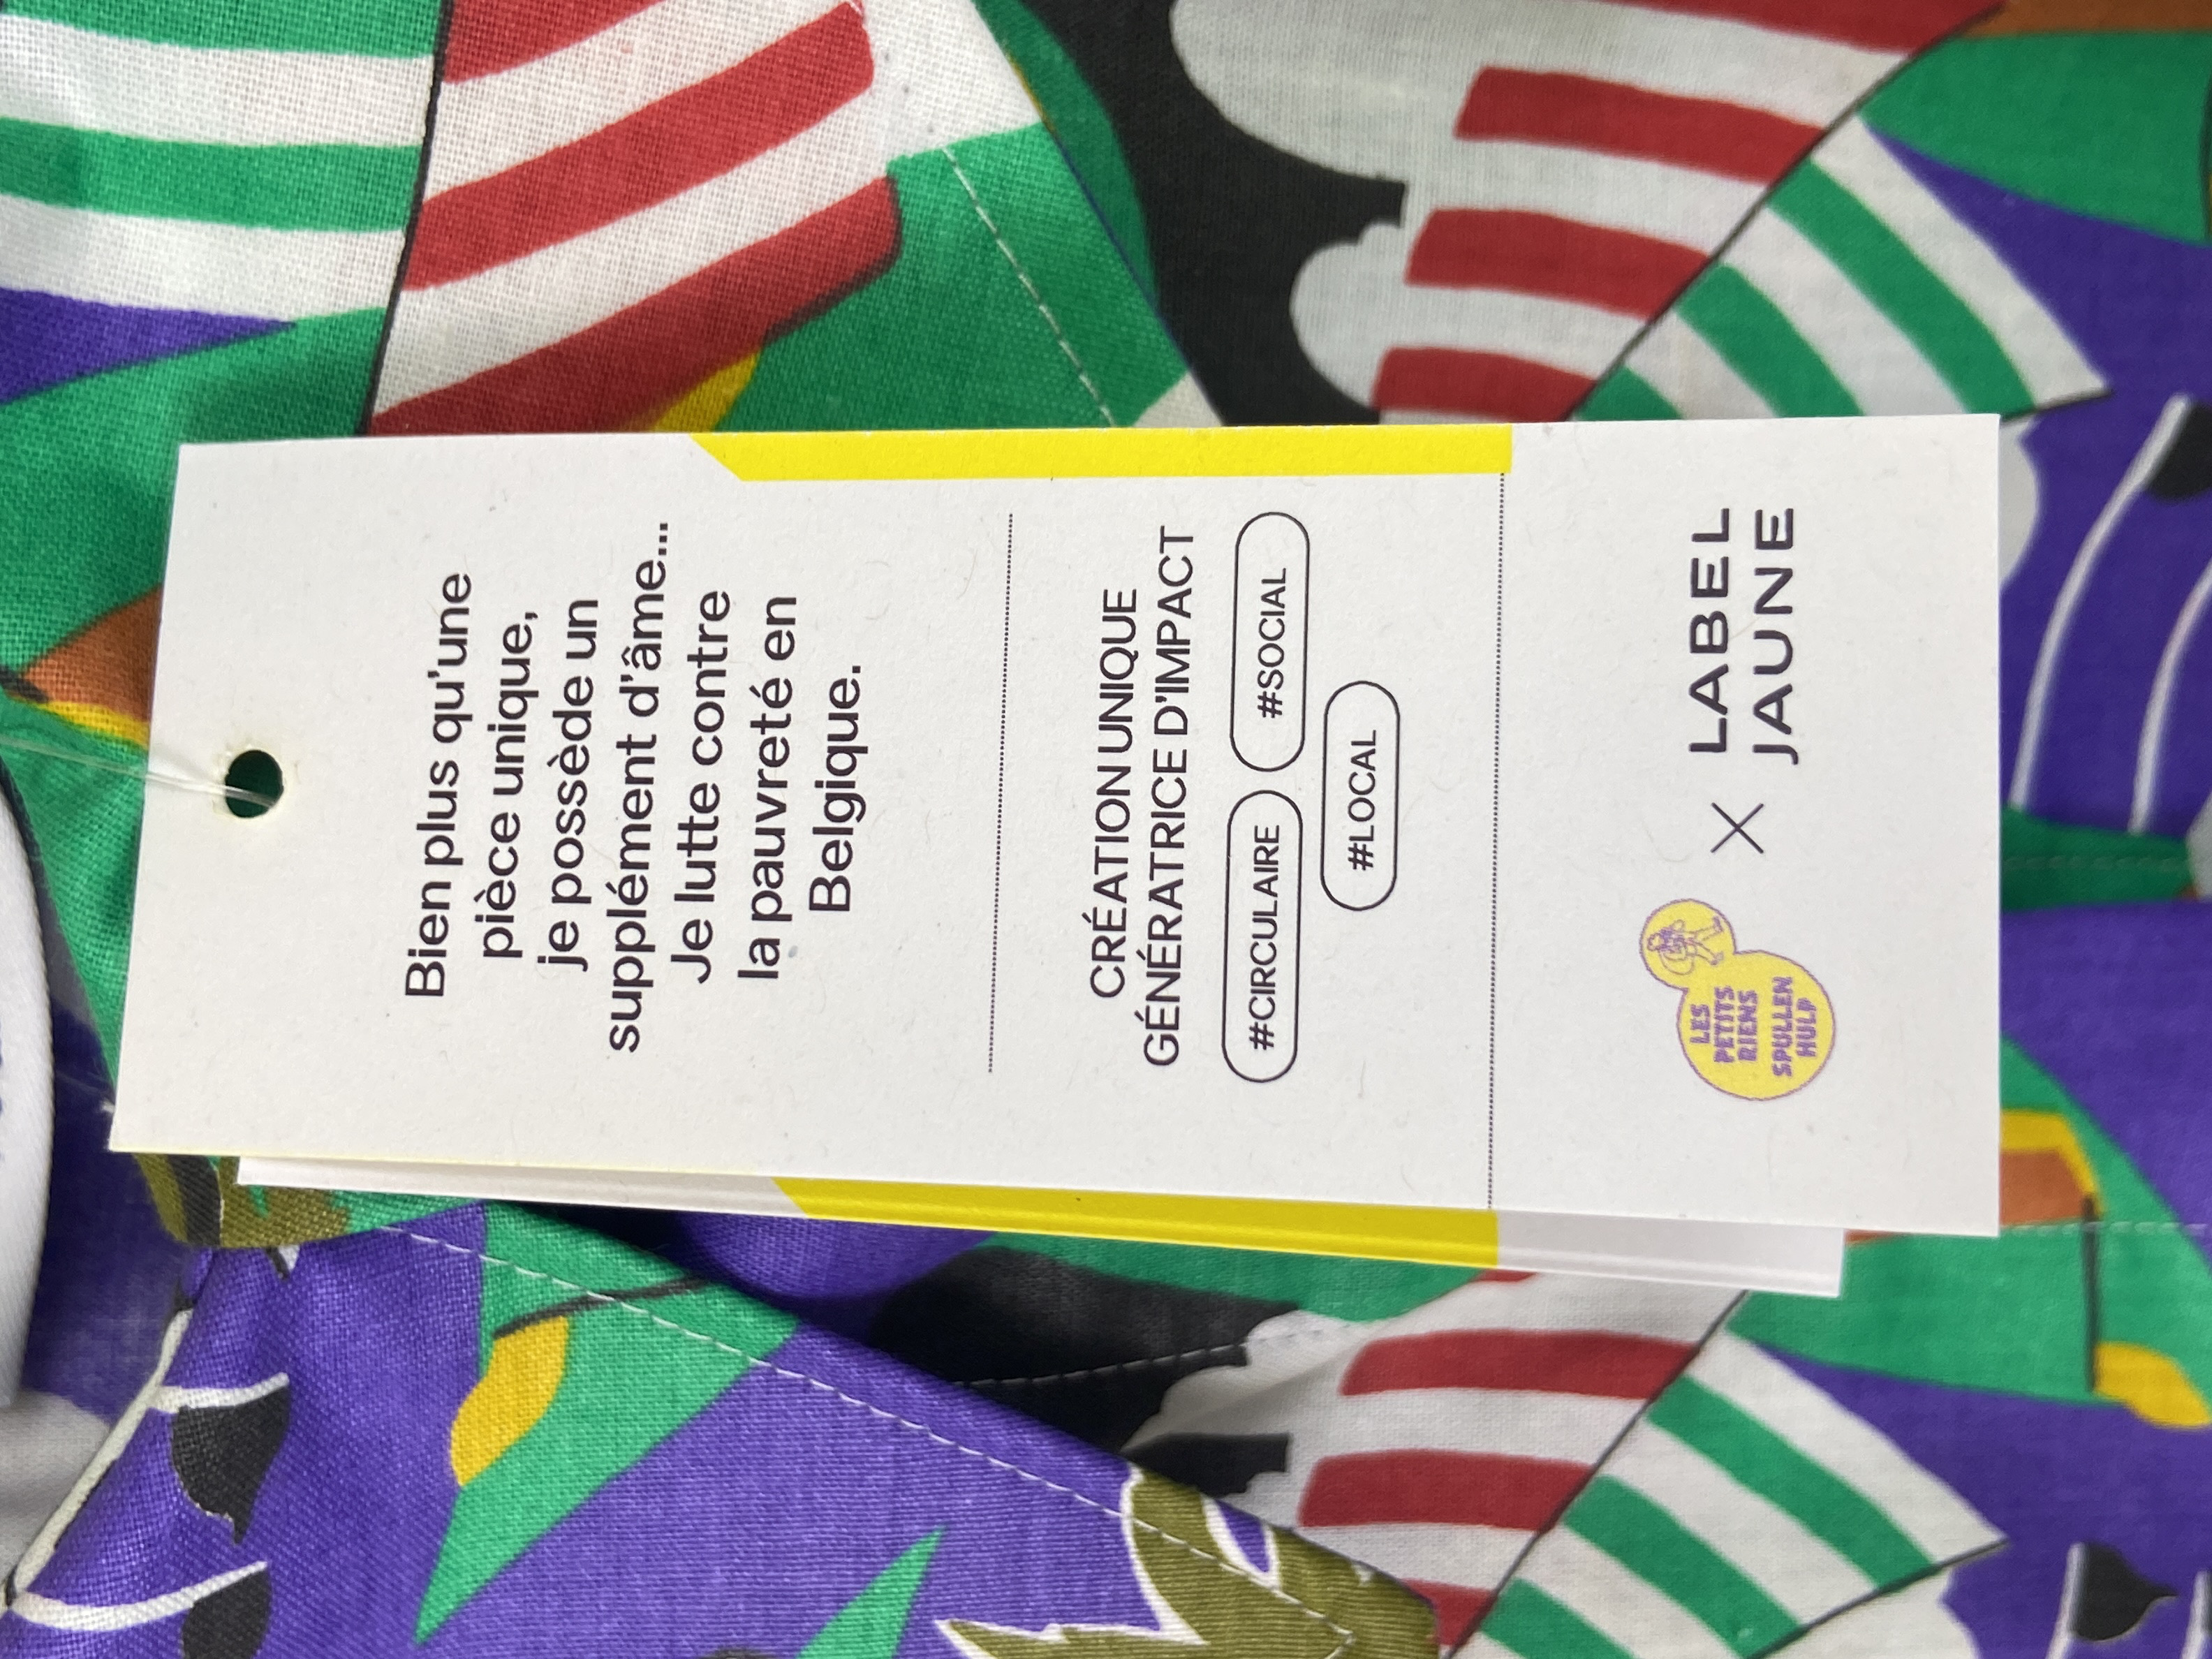 Bien plus qu'une
pièce unique,
je possède un
supplément d'âme...
Je lutte contre
la pauvreté en
Belgique.
CRÉATION UNIQUE
GÉNÉRATRICE D'IMPACT
#CIRCULAIRE #SOCIAL
#LOCAL
LES
PETITS
RIENS
SPULLEN
HULP
× LABEL
JAUNE